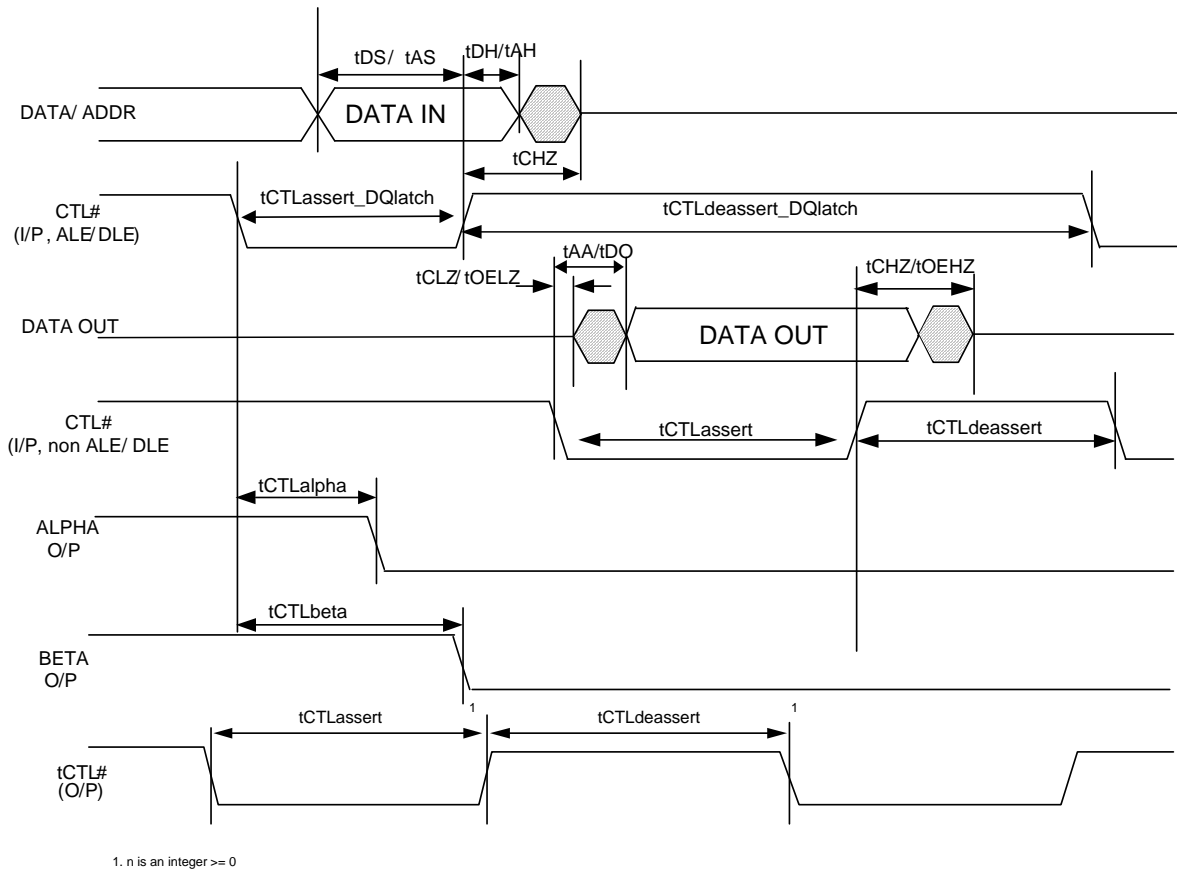 tDS/ tAS
tDH/tAH
DATA/ ADDR
DATA IN
tCHZ
CTL#
(I/P, ALE/ DLE)
tCTLassert_DQlatch
tCTLdeassert_DQlatch
tAA/tDO
tCLZ/ tOELZ
tCHZ/tOEHZ
DATA OUT
DATA OUT
CTL#
(I/P, non ALE/ DLE
tCTLassert
tCTLdeassert
tCTLalpha
ALPHA
O/P
tCTLbeta
BETA
O/P
tCTLassert
1
tCTLdeassert
1
tCTL#
(O/P)
1. n is an integer >= 0